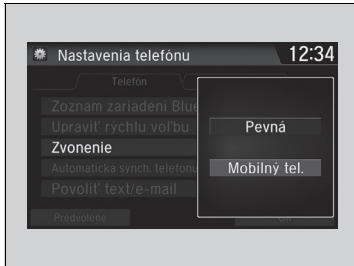 Nastavenia telefónu 12:34
Telefón
Zoznam zariadení Blue
Upraviť rýchlu voľbu
Zvonenie
Automatická synch. telefónu
Povoliť text/e-mail
Predvolené
OK
Pevná
Mobilný tel.